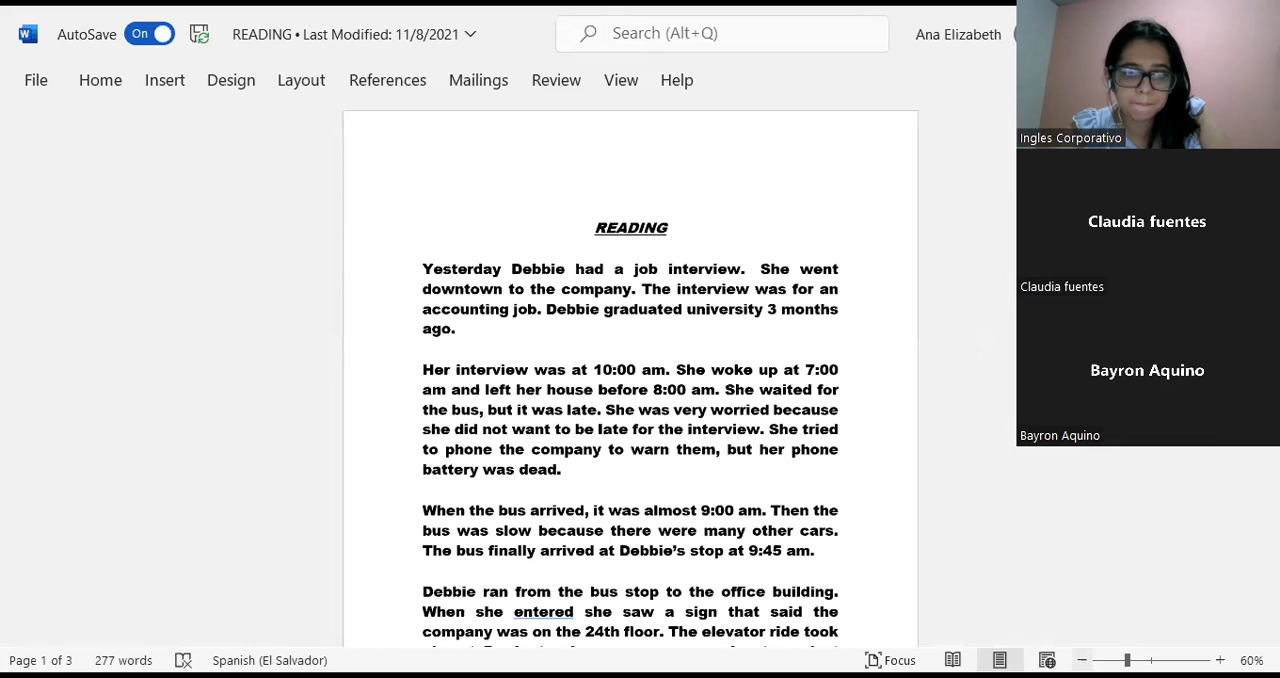 AutoSave On READING • Last Modified: 11/8/2021 Search (Alt+Q) Ana Elizabeth
File Home Insert Design Layout References Mailings Review View Help
Ingles Corporativo
Claudia fuentes
Claudia fuentes
Bayron Aquino
Bayron Aquino
READING
Yesterday Debbie had a job interview. She went
downtown to the company. The interview was for an
accounting job. Debbie graduated university 3 months
ago.
Her interview was at 10:00 am. She woke up at 7:00
am and left her house before 8:00 am. She waited for
the bus, but it was late. She was very worried because
she did not want to be late for the interview. She tried
to phone the company to warn them, but her phone
battery was dead.
When the bus arrived, it was almost 9:00 am. Then the
bus was slow because there were many other cars.
The bus finally arrived at Debbie’s stop at 9:45 am.
Debbie ran from the bus stop to the office building.
When she entered she saw a sign that said the
company was on the 24th floor. The elevator ride took
Page 1 of 3 277 words Spanish (El Salvador) Focus 60%